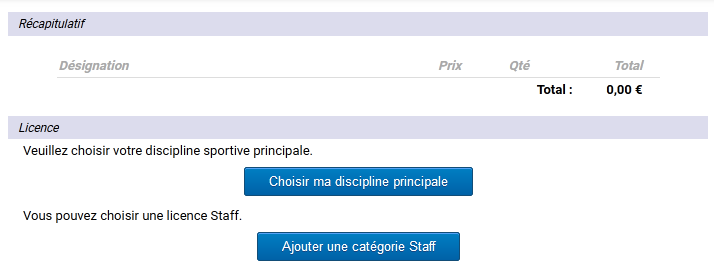 Récapitulatif
Désignation Prix Qté Total
Total : 0,00 €
Licence
Veuillez choisir votre discipline sportive principale.
Choisir ma discipline principale
Vous pouvez choisir une licence Staff.
Ajouter une catégorie Staff